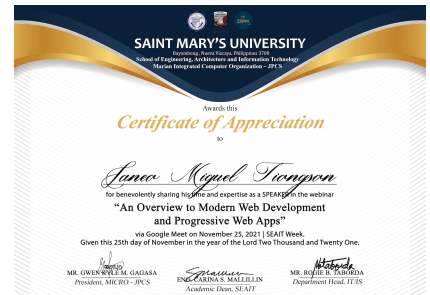 SAINT MARY'S UNIVERSITY
Bayombong, Nueva Vizcaya, Philippines 3700
School of Engineering, Architecture and Information Technology
Marian Integrated Computer Organization - JPCS
Awards this
Certificate of Appreciation
to
Saneo Miguel Tiongson
for benevolently sharing his time and expertise as a SPEAKER in the webinar
“An Overview to Modern Web Development
and Progressive Web Apps”
via Google Meet on November 25, 2021 | SEAIT Week.
Given this 25th day of November in the year of the Lord Two Thousand and Twenty One.
MR. GWEN KYLE M. GAGASA
President, MICRO - JPCS
ENG. CARINA S. MALLILLIN
Academic Dean, SEAIT
MR. ROGIE B. TABORDA
Department Head, IT/IS